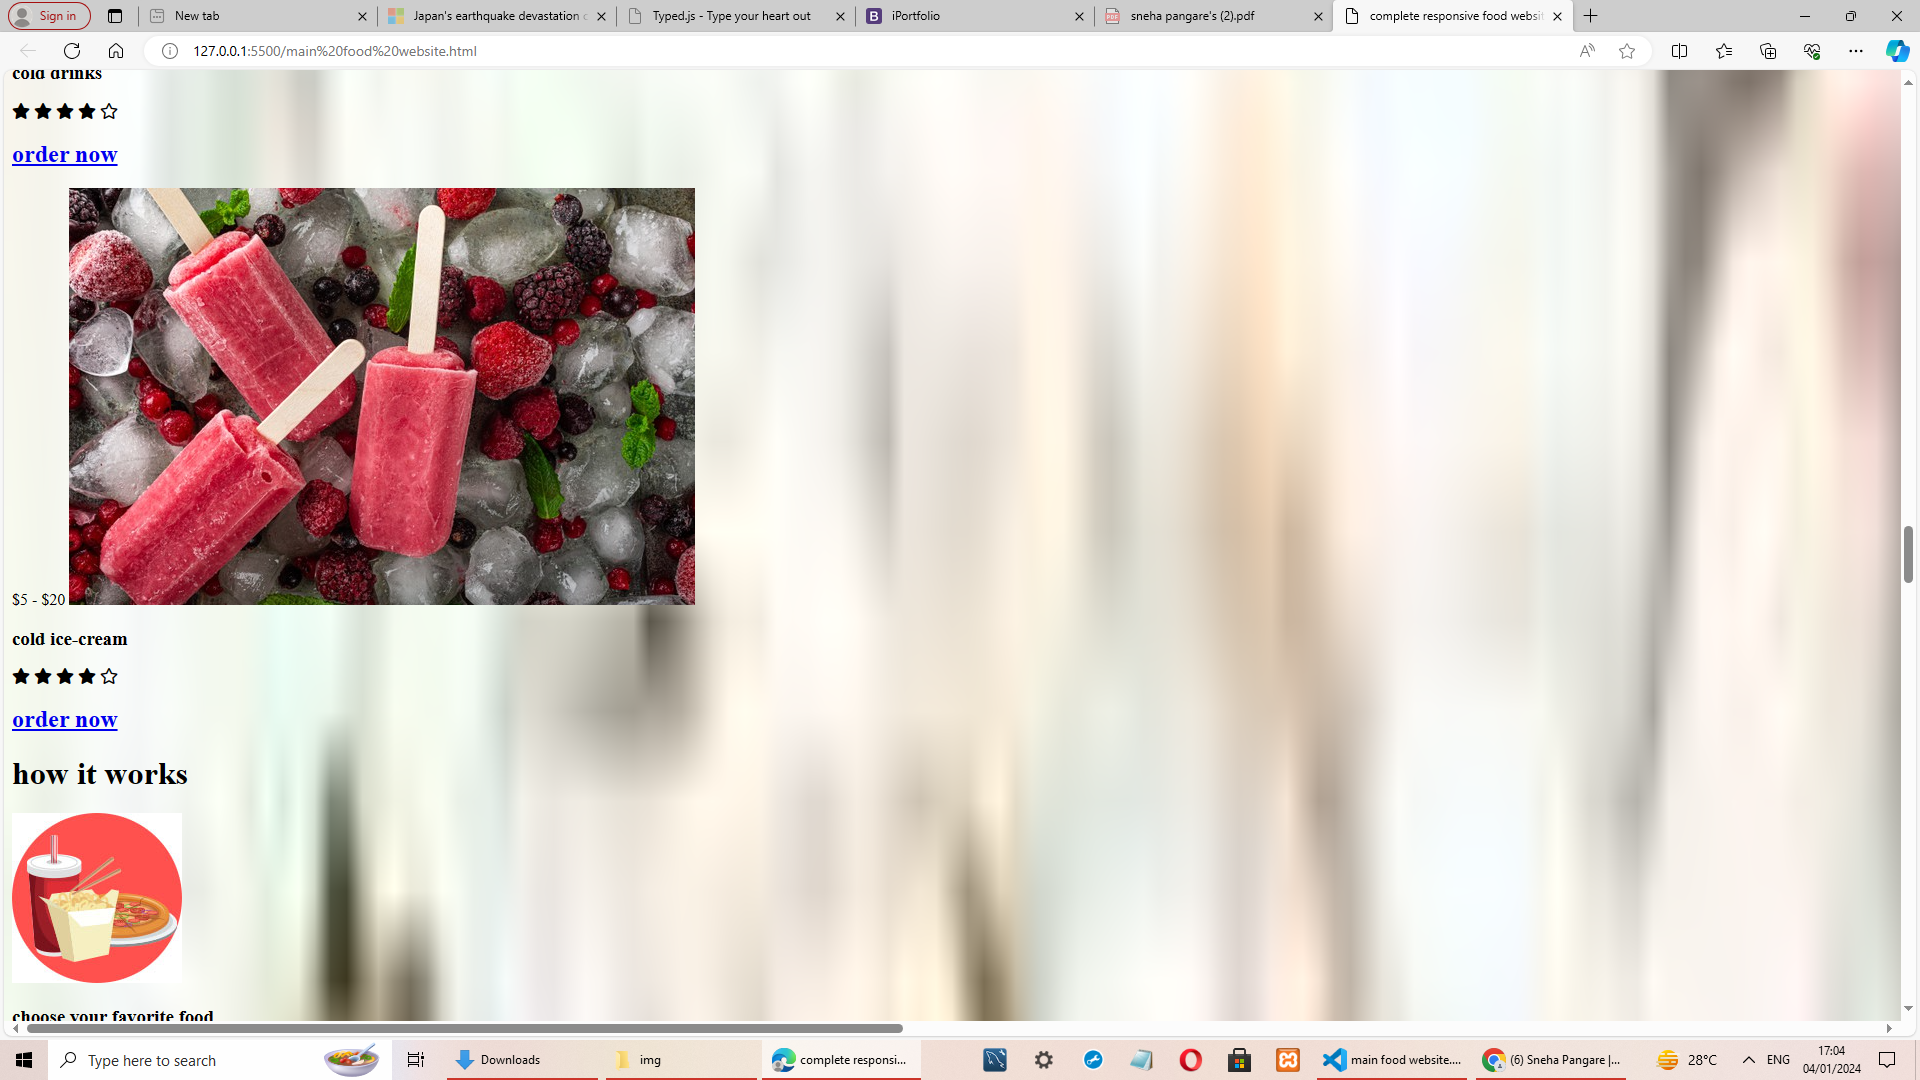 Sign in
New tab
Japan's earthquake devastation c
Typed.js - Type your heart out
B iPortfolio
PDF sneha pangare's (2).pdf
complete responsive food websit
127.0.0.1:5500/main%20food%20website.html
cold drinks
order now
$5 - $20
cold ice-cream
order now
how it works
choose your favorite food
Type here to search
Downloads
img
complete responsi...
main food website....
(6) Sneha Pangare |...
28°C
ENG
17:04
04/01/2024